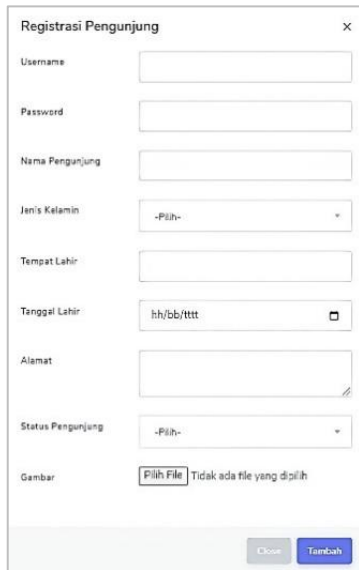 Registrasi Pengunjung ×
Username
Password
Nama Pengunjung
Jenis Kelamin -Pilih-
Tempat Lahir
Tanggal Lahir hh/bb/tttt
Alamat
Status Pengunjung -Pilih-
Gambar Pilih File Tidak ada file yang dipilih
Close Tambah